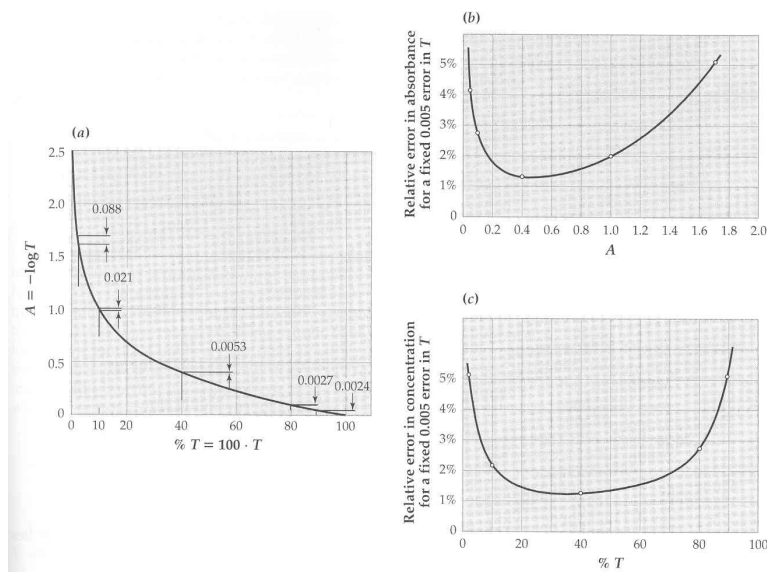 (a)
2.5
2.0
1.5
1.0
0.5
0
A = −logT
0.088
0.021
0.0053
0.0027
0.0024
0 10 20 40 60 80 100
% T = 100 · T
(b)
Relative error in absorbance
for a fixed 0.005 error in T
5%
4%
3%
2%
1%
0
0 0.2 0.4 0.6 0.8 1.0 1.2 1.4 1.6 1.8 2.0
A
(c)
Relative error in concentration
for a fixed 0.005 error in T
5%
4%
3%
2%
1%
0
0 20 40 60 80 100
% T